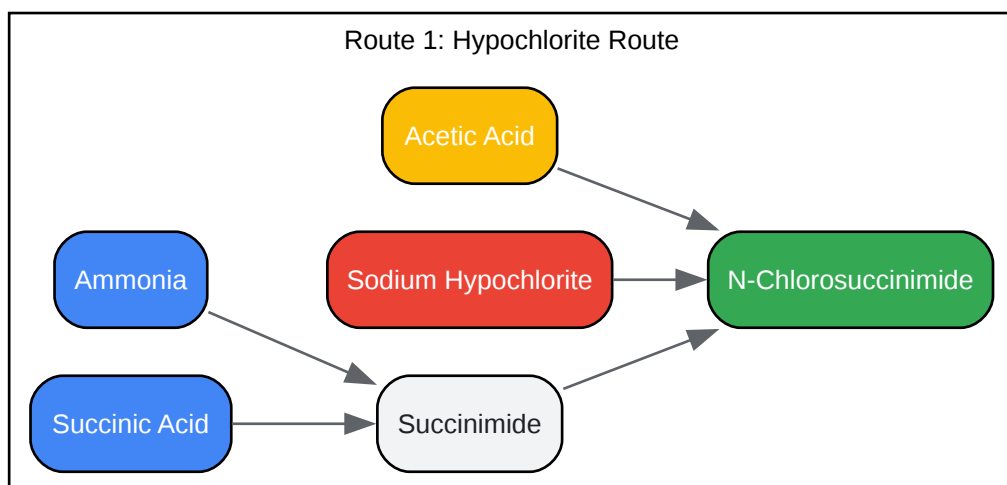 Route 1: Hypochlorite Route
Acetic Acid
Ammonia
Sodium Hypochlorite
N-Chlorosuccinimide
Succinic Acid
Succinimide